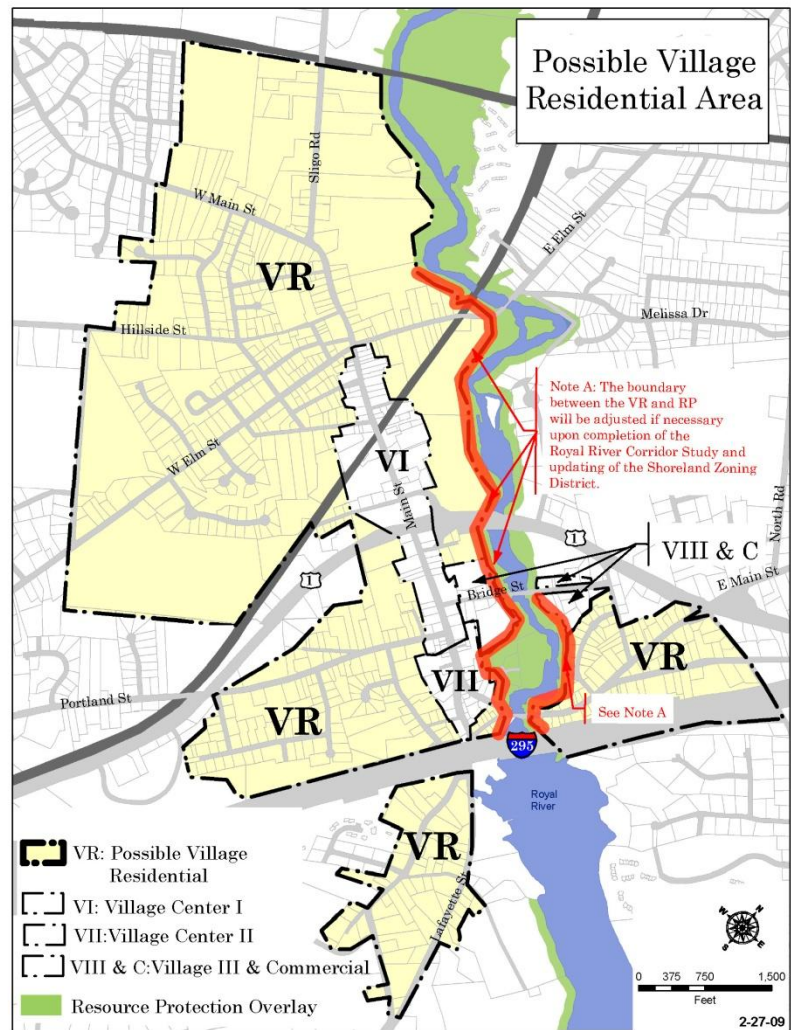 Possible Village
Residential Area
Sligo Rd
W Main St
E Elm St
VR
Hillside St
Melissa Dr
Note A: The boundary
between the VR and RP
will be adjusted if necessary
upon completion of the
Royal River Corridor Study and
updating of the Shoreland Zoning
District.
W Elm St
VI
Main St
North Rd
1
1
VIII & C
Bridge St
E Main St
VR
VII
Portland St
VR
See Note A
295
Royal
River
VR
Lafayette St
VR: Possible Village
Residential
VI: Village Center I
VII:Village Center II
VIII & C:Village III & Commercial
Resource Protection Overlay
N
E
S
W
0 375 750 1,500
Feet
2-27-09